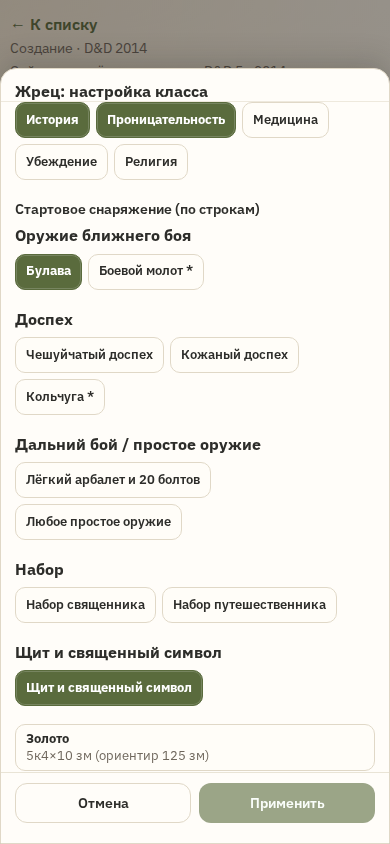 ← К списку
Создание · D&D 2014
Жрец: настройка класса
История
Проницательность
Медицина
Убеждение
Религия
Стартовое снаряжение (по строкам)
Оружие ближнего боя
Булава
Боевой молот *
Доспех
Чешуйчатый доспех
Кожаный доспех
Кольчуга *
Дальний бой / простое оружие
Лёгкий арбалет и 20 болтов
Любое простое оружие
Набор
Набор священника
Набор путешественника
Щит и священный символ
Щит и священный символ
Золото
5к4×10 зм (ориентир 125 зм)
Отмена
Применить